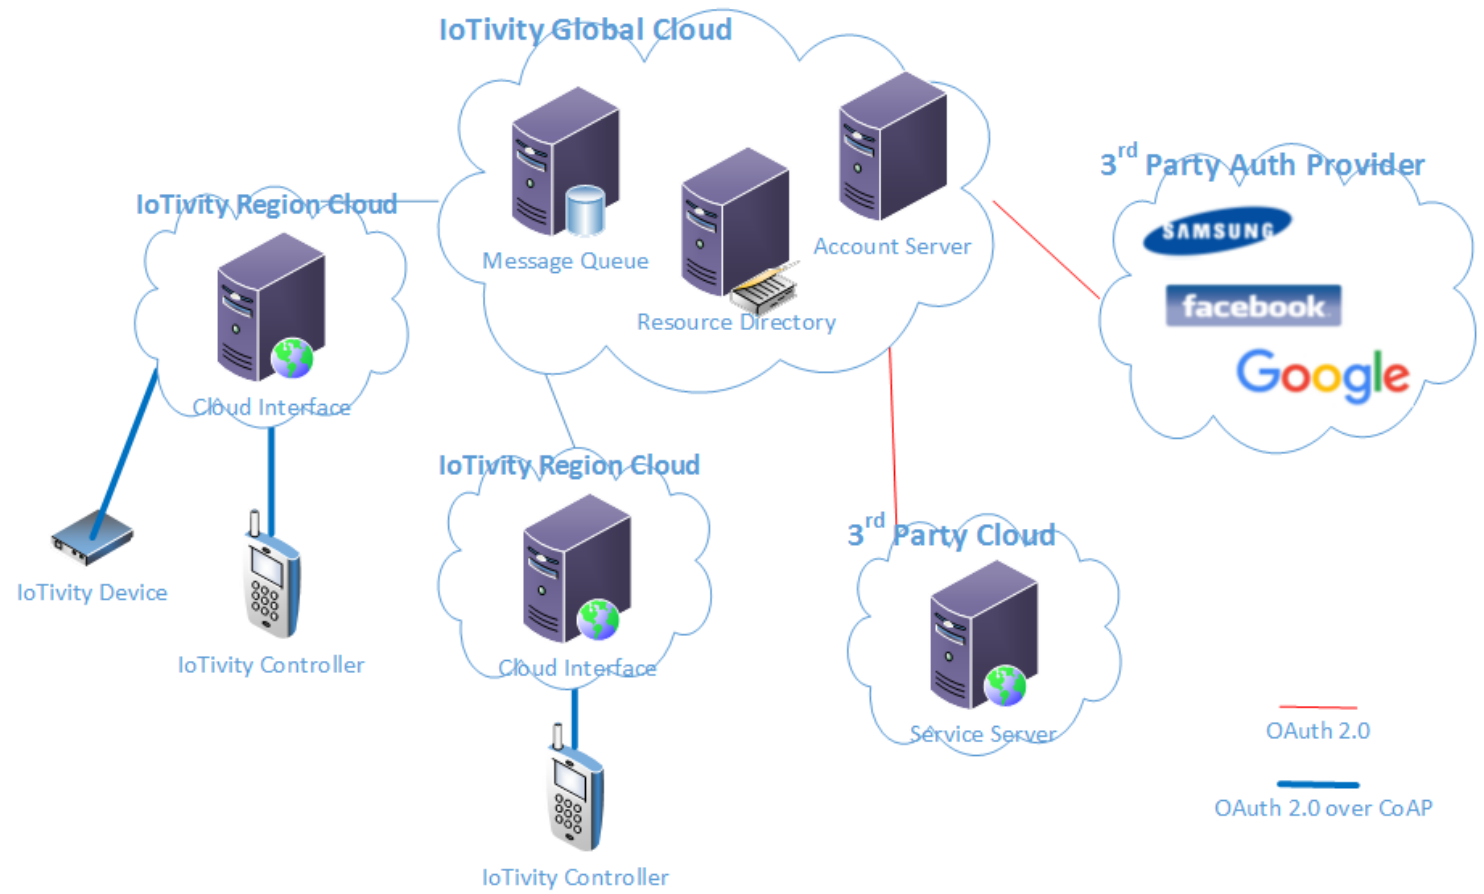 IoTivity Global Cloud
Message Queue
Resource Directory
Account Server
3rd Party Auth Provider
SAMSUNG
facebook
Google
IoTivity Region Cloud
Cloud Interface
IoTivity Device
IoTivity Controller
IoTivity Region Cloud
Cloud Interface
IoTivity Controller
3rd Party Cloud
Service Server
OAuth 2.0
OAuth 2.0 over CoAP